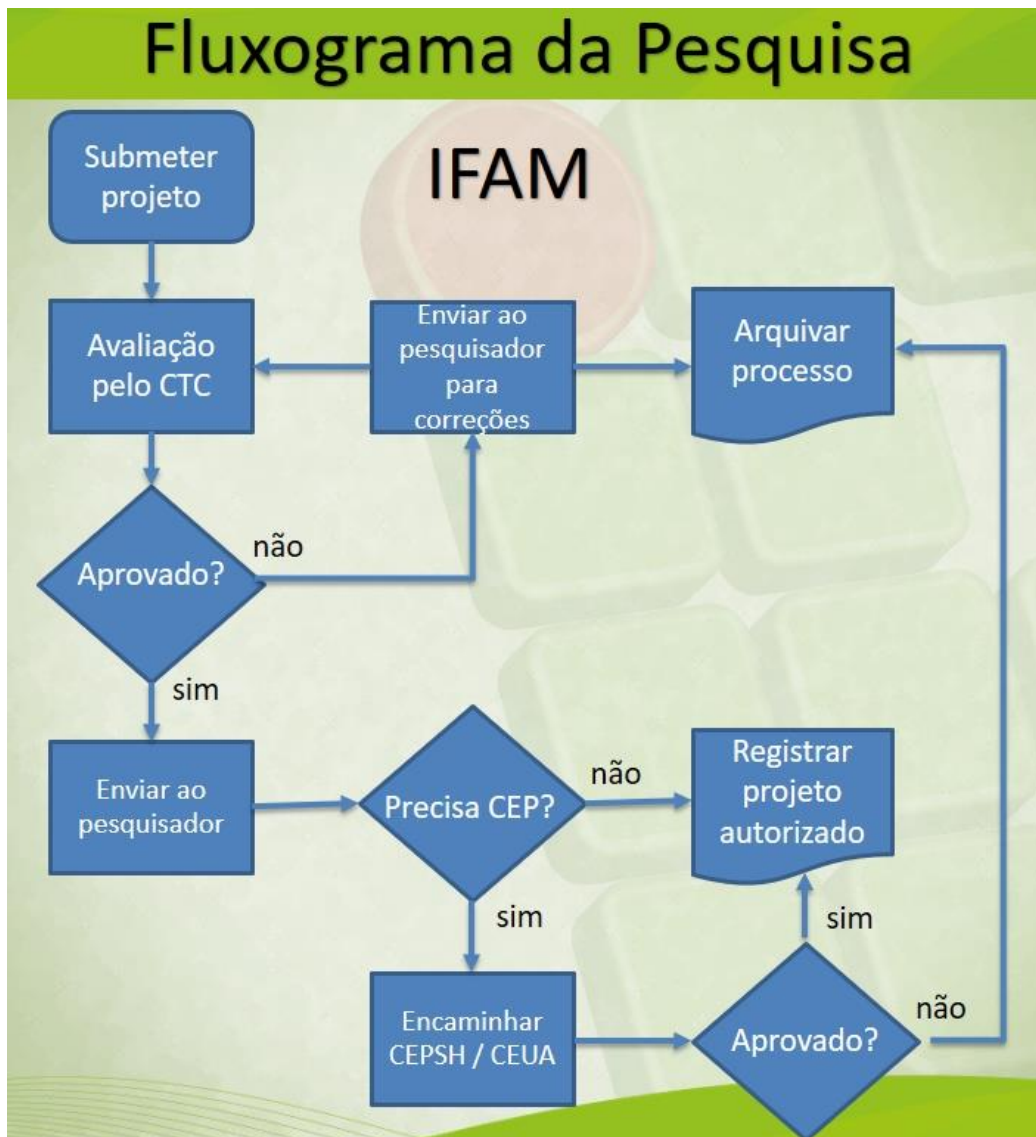 Fluxograma da Pesquisa
IFAM
Submeter
projeto
Avaliação
pelo CTC
Enviar ao
pesquisador
para
correções
Arquivar
processo
Aprovado?
não
sim
Enviar ao
pesquisador
Precisa CEP?
não
Registrar
projeto
autorizado
sim
sim
Encaminhar
CEPSH / CEUA
Aprovado?
não